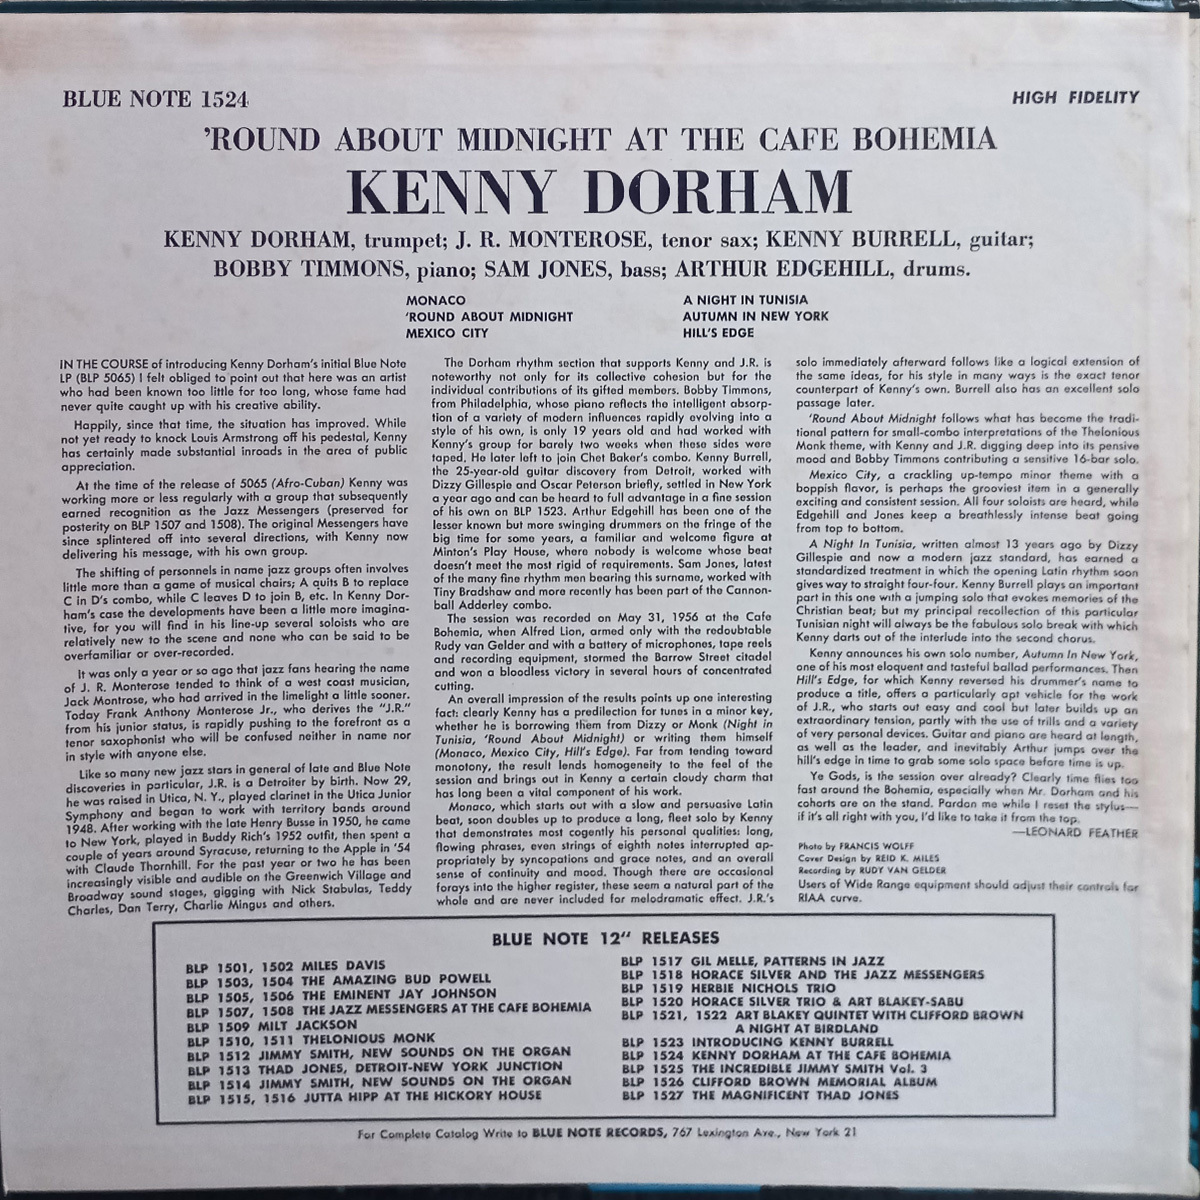 BLUE NOTE 1524
HIGH FIDELITY
'ROUND ABOUT MIDNIGHT AT THE CAFE BOHEMIA
KENNY DORHAM
KENNY DORHAM, trumpet; J. R. MONTEROSE, tenor sax; KENNY BURRELL, guitar;
BOBBY TIMMONS, piano; SAM JONES, bass; ARTHUR EDGEHILL, drums.
MONACO
'ROUND ABOUT MIDNIGHT
MEXICO CITY
A NIGHT IN TUNISIA
AUTUMN IN NEW YORK
HILL'S EDGE
IN THE COURSE of introducing Kenny Dorham's initial Blue Note
LP (BLP 5065) I felt obliged to point out that here was an artist
who had been known too little for too long, whose fame had
never quite caught up with his creative ability.
Happily, since that time, the situation has improved. While
not yet ready to knock Louis Armstrong off his pedestal, Kenny
has certainly made substantial inroads in the area of public
appreciation.
At the time of the release of 5065 (Afro-Cuban) Kenny was
working more or less regularly with a group that subsequently
earned recognition as the Jazz Messengers (preserved for
posterity on BLP 1507 and 1508). The original Messengers have
since splintered off into several directions, with Kenny now
delivering his message, with his own group.
The shifting of personnels in name jazz groups often involves
little more than a game of musical chairs; A quits B to replace
C in D's combo, while C leaves D to join B, etc. In Kenny Dor-
ham's case the developments have been a little more imagina-
tive, for you will find in his line-up several soloists who are
relatively new to the scene and none who can be said to be
overfamiliar or over-recorded.
It was only a year or so ago that jazz fans hearing the name
of J. R. Monterose tended to think of a west coast musician,
Jack Montrose, who had arrived in the limelight a little sooner.
Today Frank Anthony Monterose Jr., who derives the "J.R."
from his junior status, is rapidly pushing to the forefront as a
tenor saxophonist who will be confused neither in name nor
in style with anyone else.
Like so many new jazz stars in general of late and Blue Note
discoveries in particular, J.R. is a Detroiter by birth. Now 29,
he was raised in Utica, N. Y., played clarinet in the Utica Junior
Symphony and began to work with territory bands around
1948. After working with the late Henry Busse in 1950, he came
to New York, played in Buddy Rich's 1952 outfit, then spent a
couple of years around Syracuse, returning to the Apple in '54
with Claude Thornhill. For the past year or two he has been
increasingly visible and audible on the Greenwich Village and
Broadway sound stages, gigging with Nick Stabulas, Teddy
Charles, Dan Terry, Charlie Mingus and others.
The Dorham rhythm section that supports Kenny and J.R. is
noteworthy not only for its collective cohesion but for the
individual contributions of its gifted members. Bobby Timmons,
from Philadelphia, whose piano reflects the intelligent absorp-
tion of a variety of modern influences rapidly evolving into a
style of his own, is only 19 years old and had worked with
Kenny's group for barely two weeks when these sides were
taped. He later left to join Chet Baker's combo. Kenny Burrell,
the 25-year-old guitar discovery from Detroit, worked with
Dizzy Gillespie and Oscar Peterson briefly, settled in New York
a year ago and can be heard to full advantage in a fine session
of his own on BLP 1523. Arthur Edgehill has been one of the
lesser known but more swinging drummers on the fringe of the
big time for some years, a familiar and welcome figure at
Minton's Play House, where nobody is welcome whose beat
doesn't meet the most rigid of requirements. Sam Jones, latest
of the many fine rhythm men bearing this surname, worked with
Tiny Bradshaw and more recently has been part of the Cannon-
ball Adderley combo.
The session was recorded on May 31, 1956 at the Cafe
Bohemia, when Alfred Lion, armed only with the redoubtable
Rudy van Gelder and with a battery of microphones, tape reels
and recording equipment, stormed the Barrow Street citadel
and won a bloodless victory in several hours of concentrated
cutting.
An overall impression of the results points up one interesting
fact: clearly Kenny has a predilection for tunes in a minor key,
whether he is borrowing them from Dizzy or Monk (Night in
Tunisia, 'Round About Midnight) or writing them himself
(Monaco, Mexico City, Hill's Edge). Far from tending toward
monotony, the result lends homogeneity to the feel of the
session and brings out in Kenny a certain cloudy charm that
has long been a vital component of his work.
Monaco, which starts out with a slow and persuasive Latin
beat, soon doubles up to produce a long, fleet solo by Kenny
that demonstrates most cogently his personal qualities: long,
flowing phrases, even strings of eighth notes interrupted ap-
propriately by syncopations and grace notes, and an overall
sense of continuity and mood. Though there are occasional
forays into the higher register, these seem a natural part of the
whole and are never included for melodramatic effect. J.R.'s
solo immediately afterward follows like a logical extension of
the same ideas, for his style in many ways is the exact tenor
counterpart of Kenny's own. Burrell also has an excellent solo
passage later.
'Round About Midnight follows what has become the tradi-
tional pattern for small-combo interpretations of the Thelonious
Monk theme, with Kenny and J.R. digging deep into its pensive
mood and Bobby Timmons contributing a sensitive 16-bar solo.
Mexico City, a crackling up-tempo minor theme with a
boppish flavor, is perhaps the grooviest item in a generally
exciting and consistent session. All four soloists are heard, while
Edgehill and Jones keep a breathlessly intense beat going
from top to bottom.
A Night In Tunisia, written almost 13 years ago by Dizzy
Gillespie and now a modern jazz standard, has earned a
standardized treatment in which the opening Latin rhythm soon
gives way to straight four-four. Kenny Burrell plays an important
part in this one with a jumping solo that evokes memories of the
Christian beat; but my principal recollection of this particular
Tunisian night will always be the fabulous solo break with which
Kenny darts out of the interlude into the second chorus.
Kenny announces his own solo number, Autumn In New York,
one of his most eloquent and tasteful ballad performances. Then
Hill's Edge, for which Kenny reversed his drummer's name to
produce a title, offers a particularly apt vehicle for the work
of J.R., who starts out easy and cool but later builds up an
extraordinary tension, partly with the use of trills and a variety
of very personal devices. Guitar and piano are heard at length,
as well as the leader, and inevitably Arthur jumps over the
hill's edge in time to grab some solo space before time is up.
Ye Gods, is the session over already? Clearly time flies too
fast around the Bohemia, especially when Mr. Dorham and his
cohorts are on the stand. Pardon me while I reset the stylus—
if it's all right with you, I'd like to take it from the top.
—LEONARD FEATHER
Photo by FRANCIS WOLFF
Cover Design by REID K. MILES
Recording by RUDY VAN GELDER
Users of Wide Range equipment should adjust their controls for
RIAA curve.
BLUE NOTE 12" RELEASES
BLP 1501, 1502 MILES DAVIS
BLP 1503, 1504 THE AMAZING BUD POWELL
BLP 1505, 1506 THE EMINENT JAY JOHNSON
BLP 1507, 1508 THE JAZZ MESSENGERS AT THE CAFE BOHEMIA
BLP 1509 MILT JACKSON
BLP 1510, 1511 THELONIOUS MONK
BLP 1512 JIMMY SMITH, NEW SOUNDS ON THE ORGAN
BLP 1513 THAD JONES, DETROIT-NEW YORK JUNCTION
BLP 1514 JIMMY SMITH, NEW SOUNDS ON THE ORGAN
BLP 1515, 1516 JUTTA HIPP AT THE HICKORY HOUSE
BLP 1517 GIL MELLE, PATTERNS IN JAZZ
BLP 1518 HORACE SILVER AND THE JAZZ MESSENGERS
BLP 1519 HERBIE NICHOLS TRIO
BLP 1520 HORACE SILVER TRIO & ART BLAKEY-SABU
BLP 1521, 1522 ART BLAKEY QUINTET WITH CLIFFORD BROWN
A NIGHT AT BIRDLAND
BLP 1523 INTRODUCING KENNY BURRELL
BLP 1524 KENNY DORHAM AT THE CAFE BOHEMIA
BLP 1525 THE INCREDIBLE JIMMY SMITH Vol. 3
BLP 1526 CLIFFORD BROWN MEMORIAL ALBUM
BLP 1527 THE MAGNIFICENT THAD JONES
For Complete Catalog Write to BLUE NOTE RECORDS, 767 Lexington Ave., New York 21